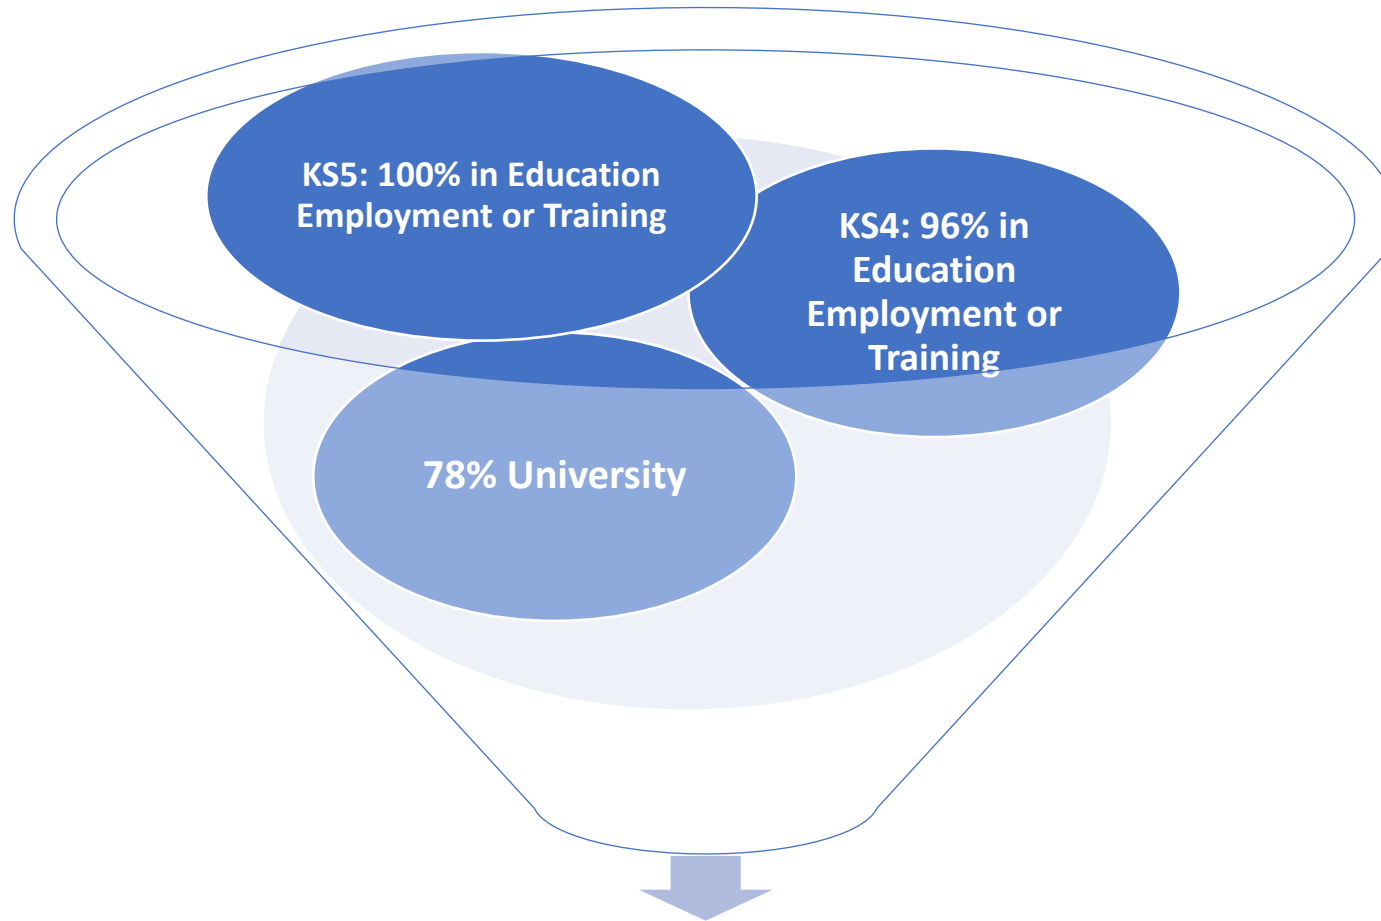 KS5: 100% in Education
Employment or Training
KS4: 96% in
Education
Employment or
Training
78% University